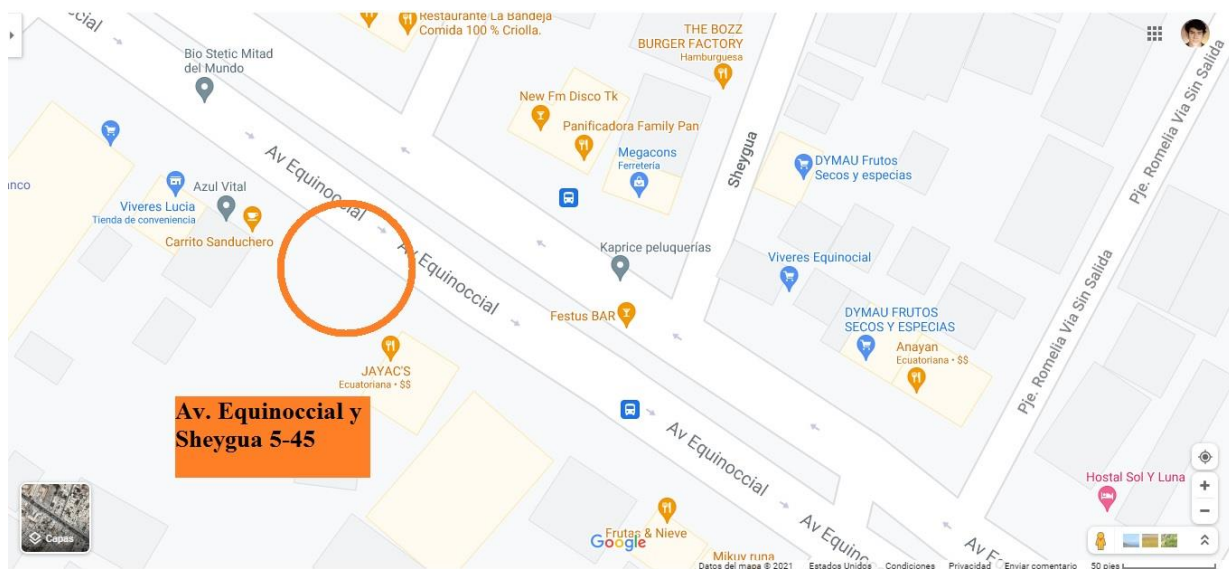 ccial
Restaurante La Bandeja
Comida 100 % Criolla.
THE BOZZ
BURGER FACTORY
Hamburguesa
Bio Stetic Mitad
del Mundo
New Fm Disco Tk
Panificadora Family Pan
Megacons
Ferretería
Sheygua
DYMAU Frutos
Secos y especias
Pje. Romelia Via Sin Salida
Av Equinoccial
nco
Azul Vital
Viveres Lucia
Tienda de conveniencia
Carrito Sanduchero
Av Equinoccial
Kaprice peluquerías
Viveres Equinocial
Festus BAR
DYMAU FRUTOS
SECOS Y ESPECIAS
Anayan
Ecuatoriana • $$
Pje. Romelia Via Sin Salida
JAYAC'S
Ecuatoriana • $$
Av. Equinoccial y
Sheygua 5-45
Av Equinoccial
Hostal Sol Y Luna
Capas
Frutas & Nieve
Google
Mikuy runa
Av Equinoc
Av E
Datos del mapa © 2021 Estados Unidos Condiciones Privacidad Enviar comentario 50 pies